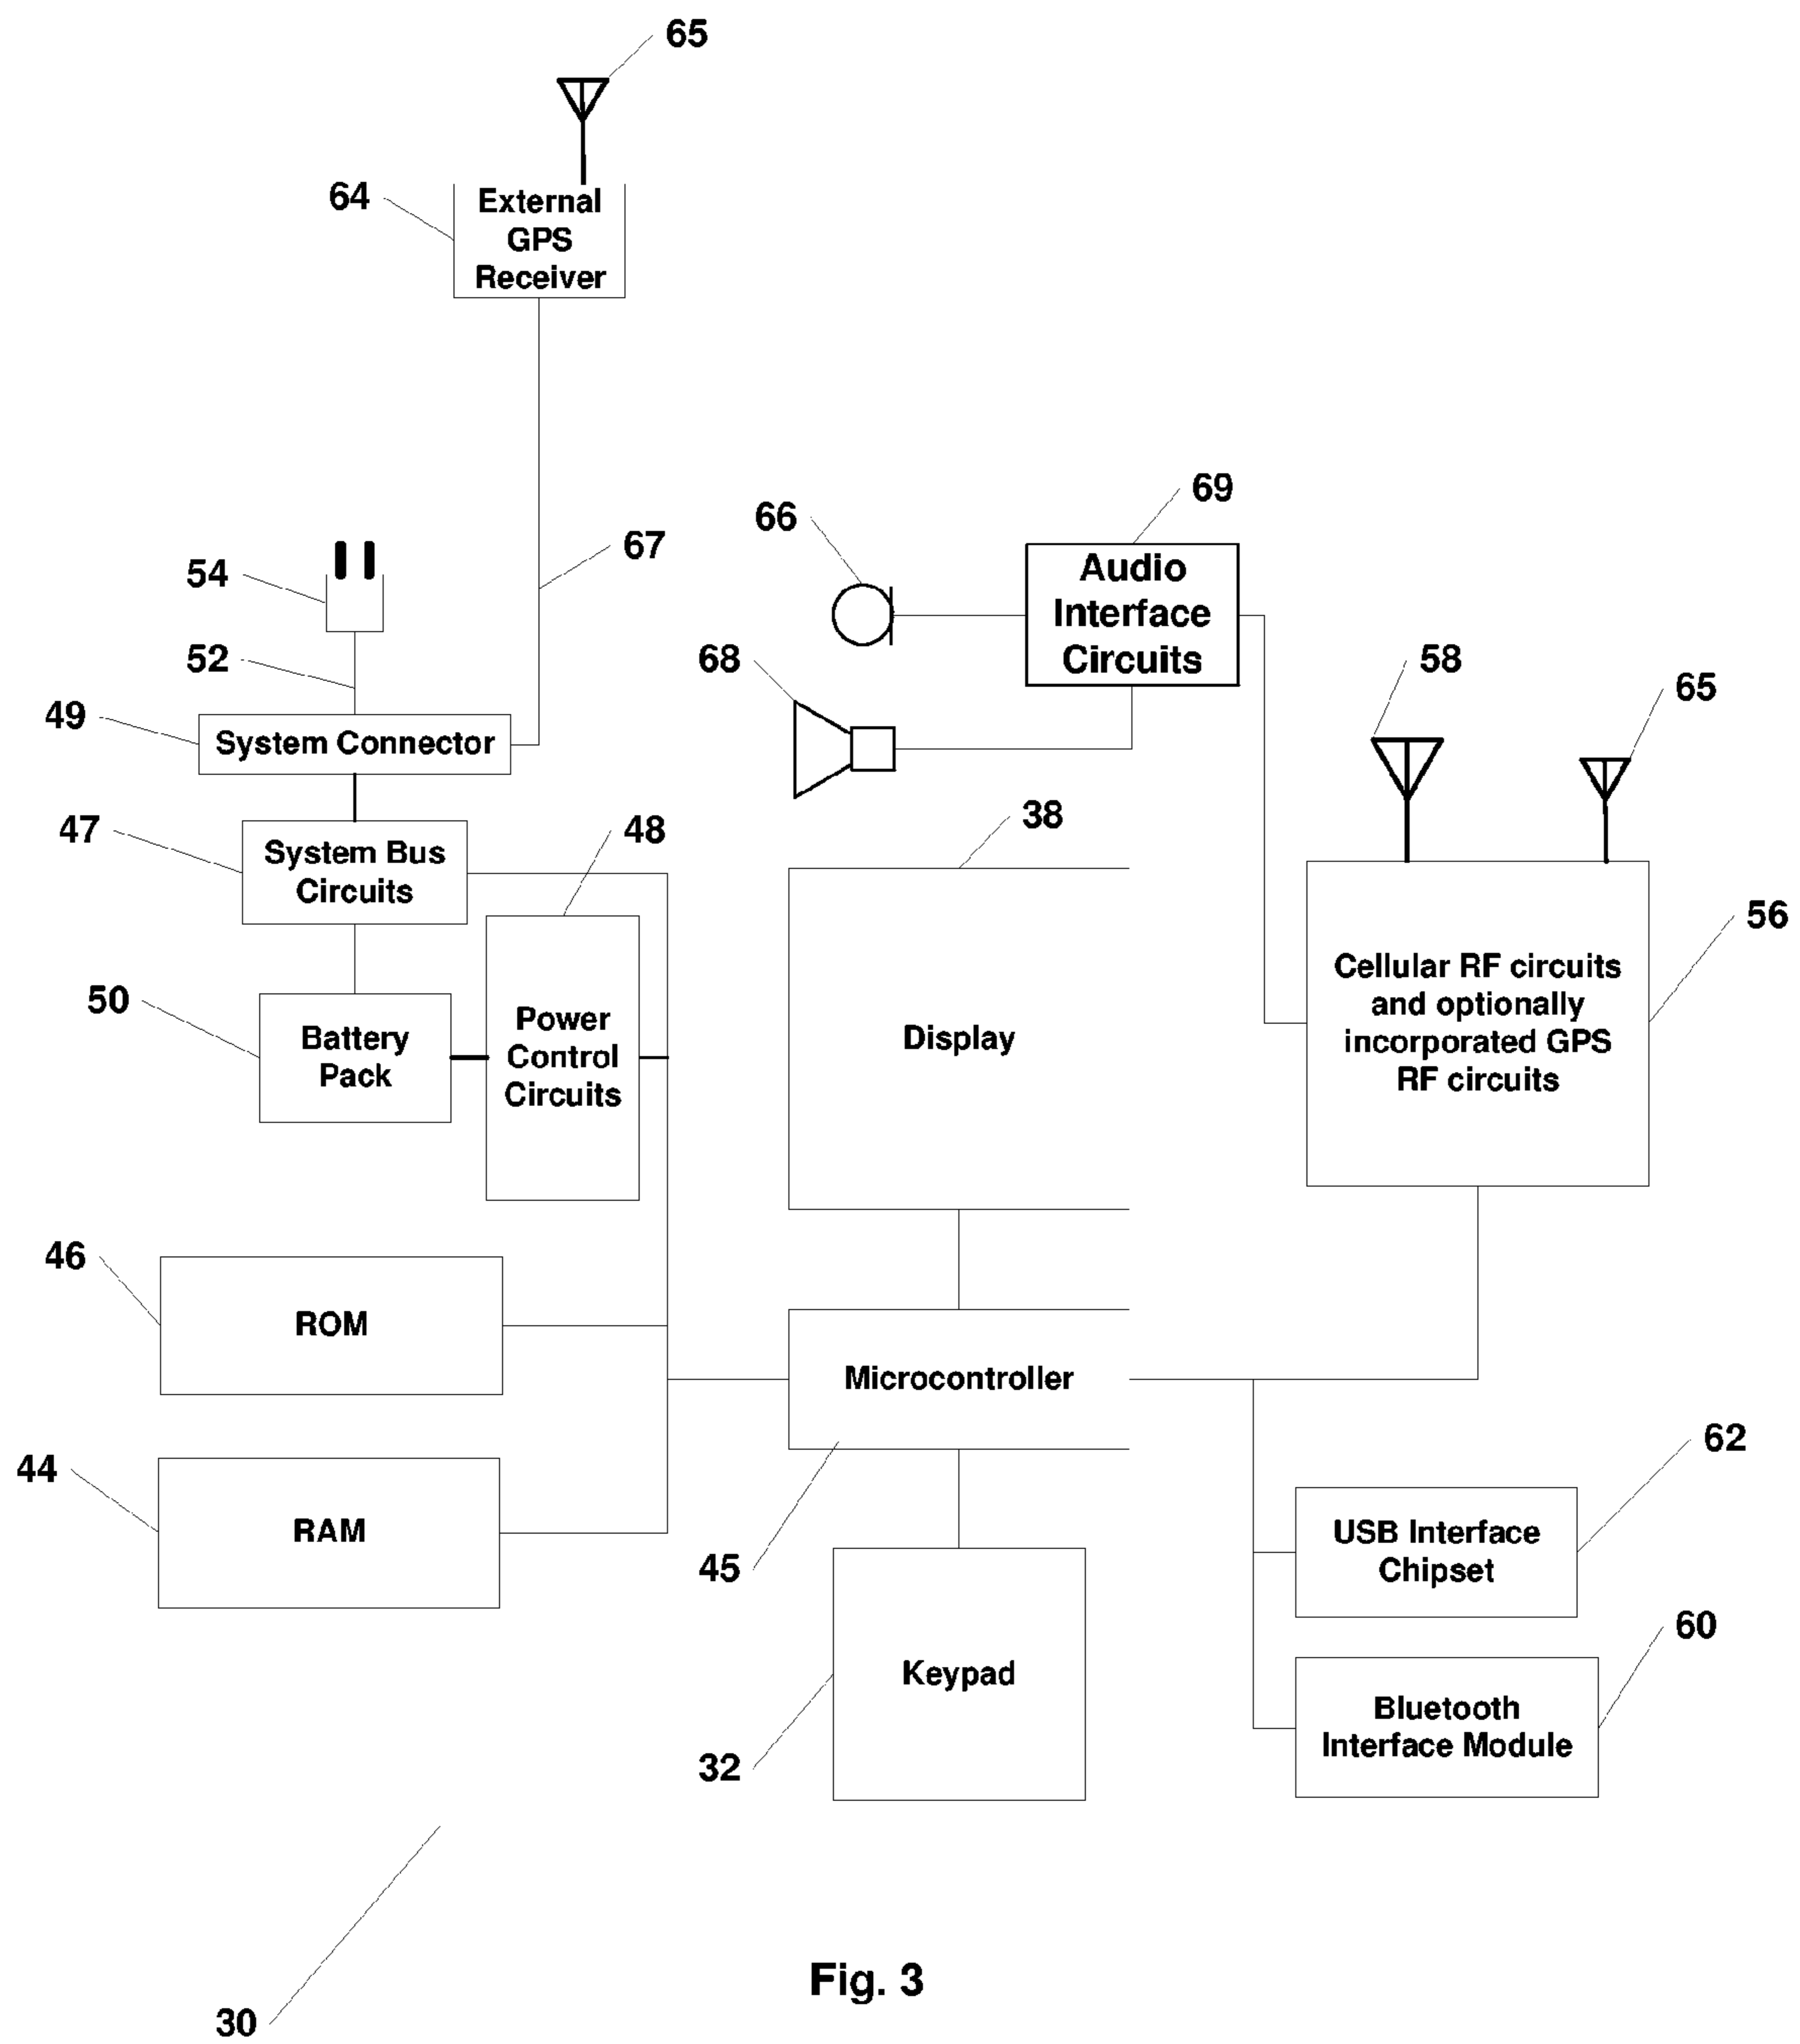 65
64
External
GPS
Receiver
69
66
67
54
Audio
Interface
Circuits
52
68
58
65
49
System Connector
38
47
48
System Bus
Circuits
56
50
Battery
Pack
Power
Control
Circuits
Display
Cellular RF circuits
and optionally
incorporated GPS
RF circuits
46
ROM
Microcontroller
62
44
RAM
45
USB Interface
Chipset
60
Keypad
Bluetooth
Interface Module
32
Fig. 3
30